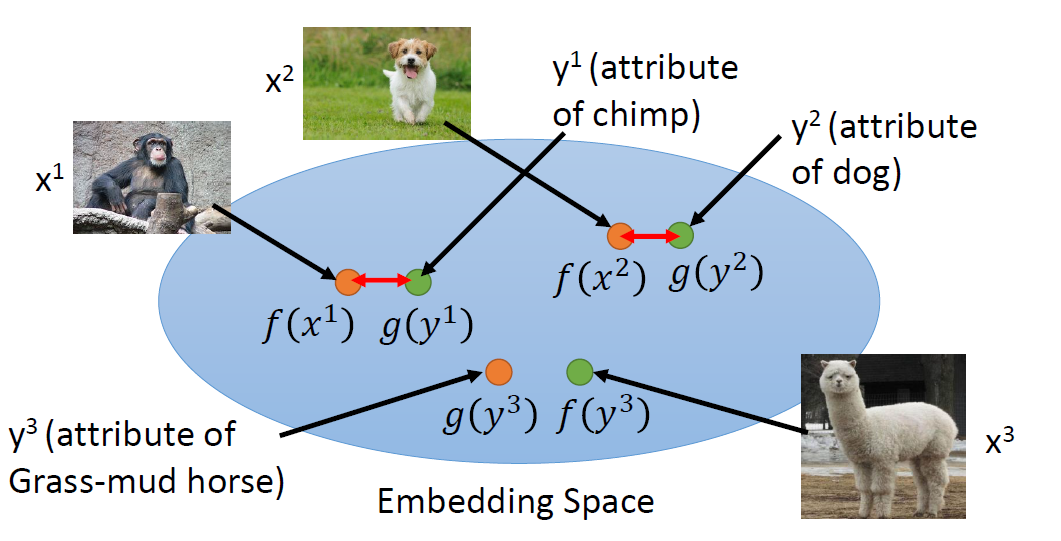 x²
y¹ (attribute
of chimp)
y² (attribute
of dog)
x¹
f(x²) g(y²)
f(x¹) g(y¹)
g(y³) f(y³)
y³ (attribute of
Grass-mud horse)
x³
Embedding Space